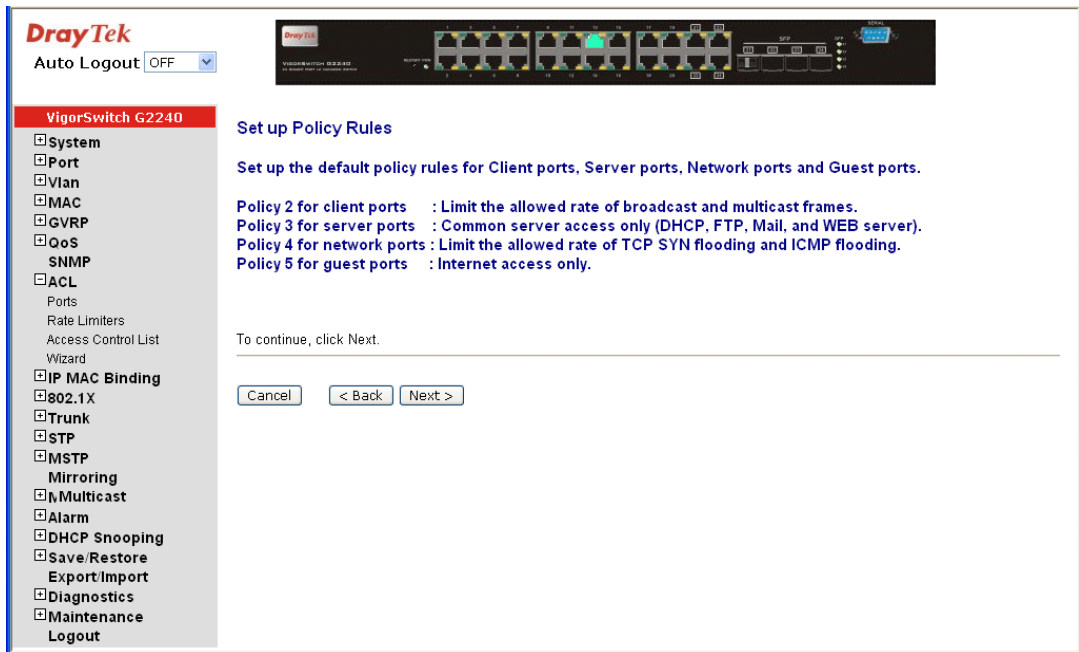 DrayTek
Auto Logout OFF
DrayTek
VIGORSWITCH G2240
SFP
SERIAL
VigorSwitch G2240
System
Port
Vlan
MAC
GVRP
QoS
SNMP
ACL
Ports
Rate Limiters
Access Control List
Wizard
IP MAC Binding
802.1X
Trunk
STP
MSTP
Mirroring
Multicast
Alarm
DHCP Snooping
Save/Restore
Export/Import
Diagnostics
Maintenance
Logout
Set up Policy Rules
Set up the default policy rules for Client ports, Server ports, Network ports and Guest ports.
Policy 2 for client ports : Limit the allowed rate of broadcast and multicast frames.
Policy 3 for server ports : Common server access only (DHCP, FTP, Mail, and WEB server).
Policy 4 for network ports : Limit the allowed rate of TCP SYN flooding and ICMP flooding.
Policy 5 for guest ports : Internet access only.
To continue, click Next.
Cancel < Back Next >